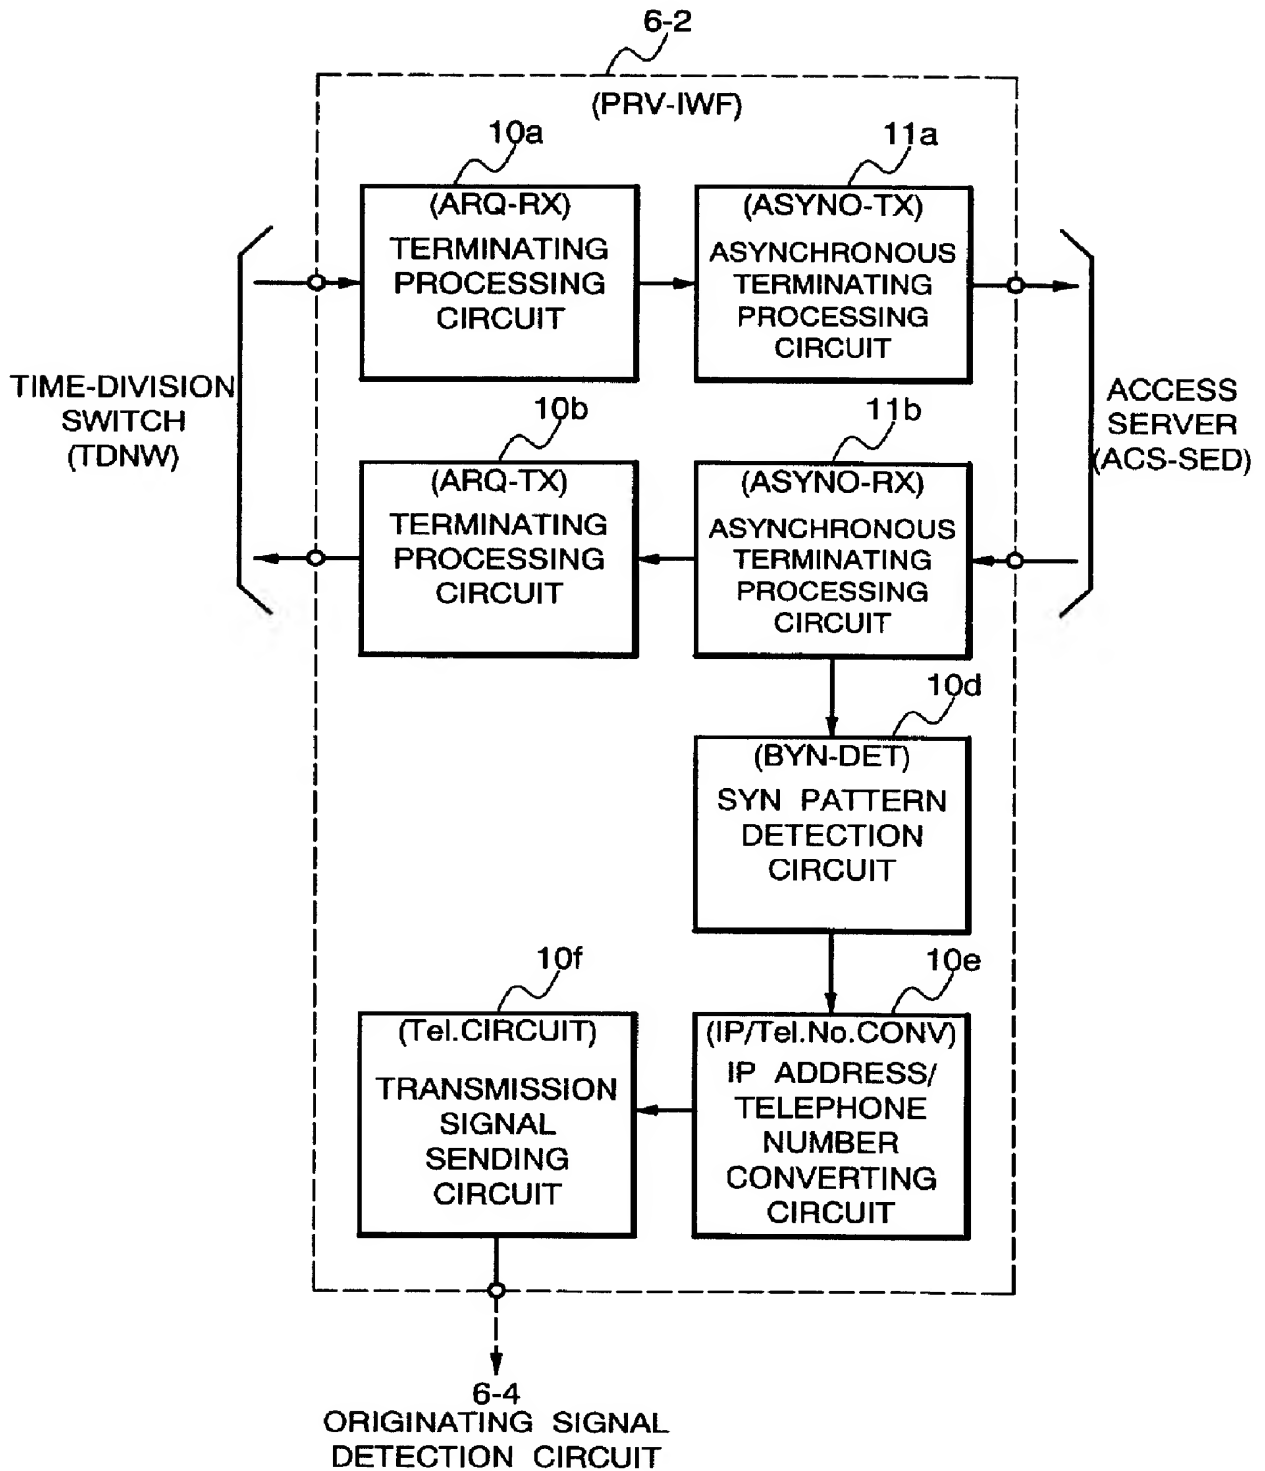 6-2
(PRV-IWF)
10a
11a
(ARQ-RX)
TERMINATING
PROCESSING
CIRCUIT
(ASYNO-TX)
ASYNCHRONOUS
TERMINATING
PROCESSING
CIRCUIT
TIME-DIVISION
SWITCH
(TDNW)
ACCESS
SERVER
(ACS-SED)
10b
11b
(ARQ-TX)
TERMINATING
PROCESSING
CIRCUIT
(ASYNO-RX)
ASYNCHRONOUS
TERMINATING
PROCESSING
CIRCUIT
10d
(BYN-DET)
SYN PATTERN
DETECTION
CIRCUIT
10f
10e
(Tel.CIRCUIT)
TRANSMISSION
SIGNAL
SENDING
CIRCUIT
(IP/Tel.No.CONV)
IP ADDRESS/
TELEPHONE
NUMBER
CONVERTING
CIRCUIT
6-4
ORIGINATING SIGNAL
DETECTION CIRCUIT